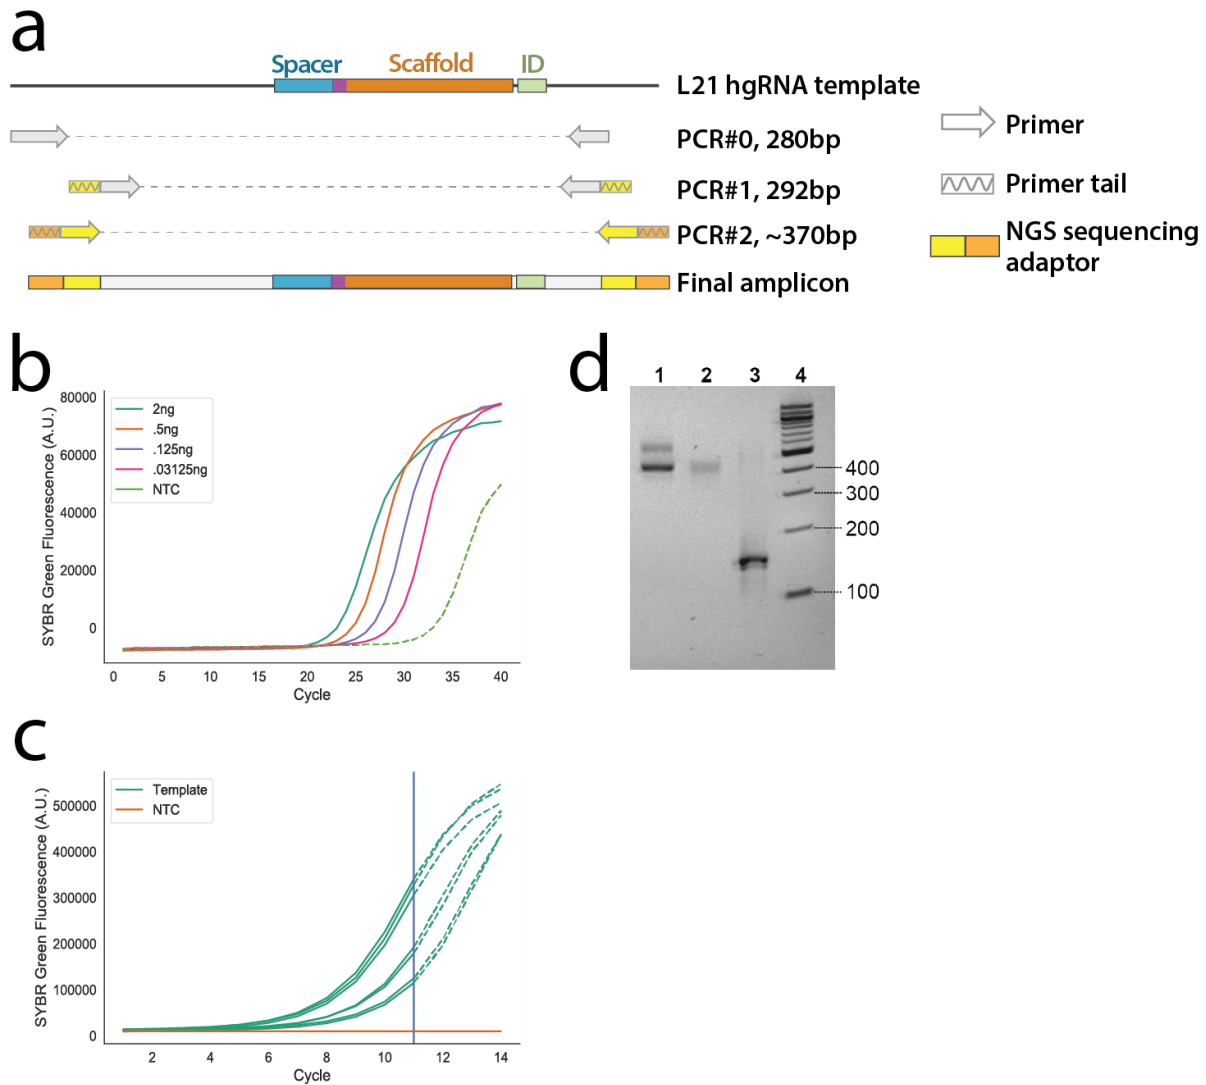 a
Spacer
Scaffold
ID
L21 hgRNA template
PCR#0, 280bp
PCR#1, 292bp
PCR#2, ~370bp
Final amplicon
Primer
Primer tail
NGS sequencing
adaptor
b
SYBR Green Fluorescence (A.U.)
80000
60000
40000
20000
0
2ng
.5ng
.125ng
.03125ng
NTC
0 5 10 15 20 25 30 35 40
Cycle
d
1 2 3 4
400
300
200
100
c
SYBR Green Fluorescence (A.U.)
500000
400000
300000
200000
100000
0
Template
NTC
2 4 6 8 10 12 14
Cycle